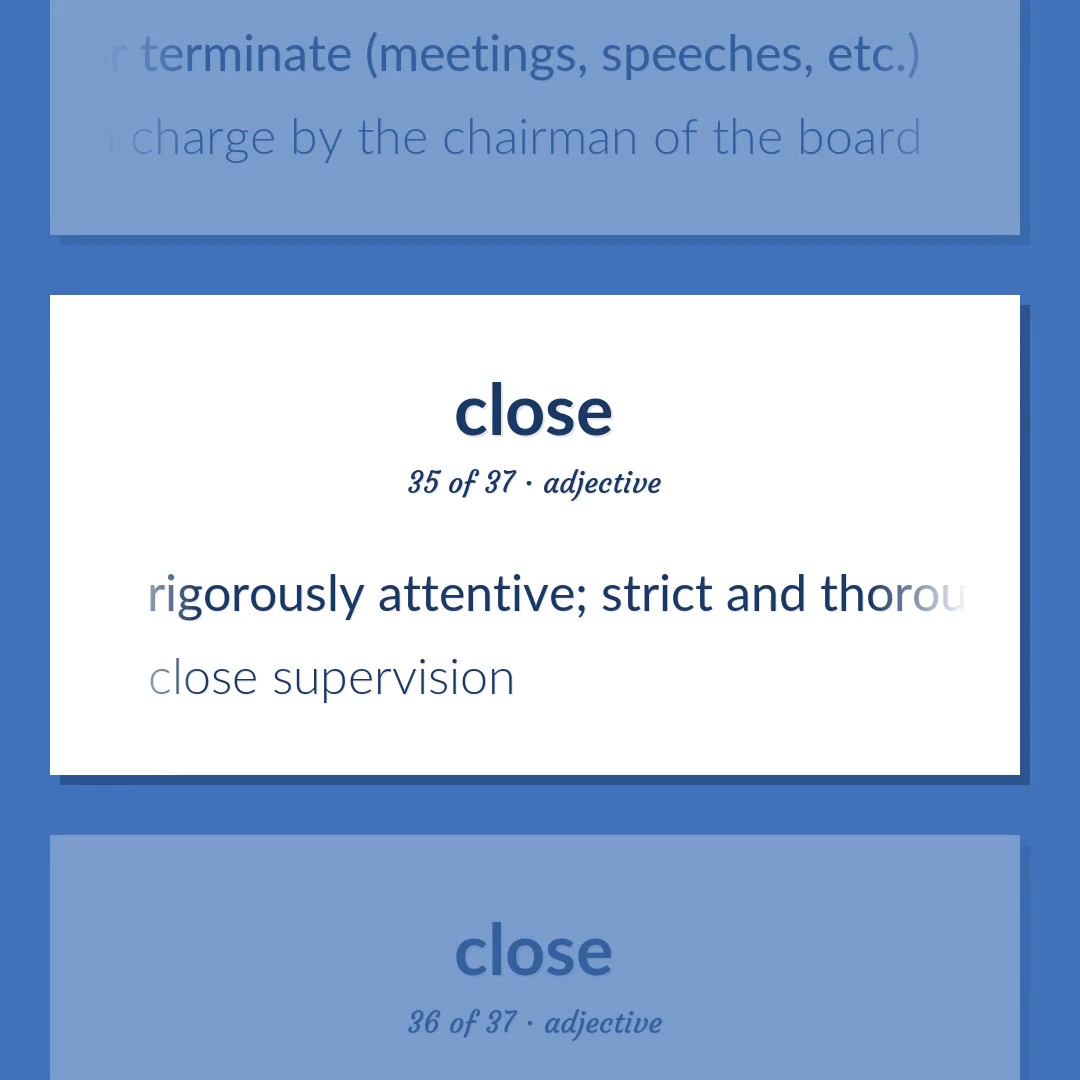 terminate (meetings, speeches, etc.)
charge by the chairman of the board
close
35 of 37 · adjective
rigorously attentive; strict and thorou
close supervision
close
36 of 37 · adjective